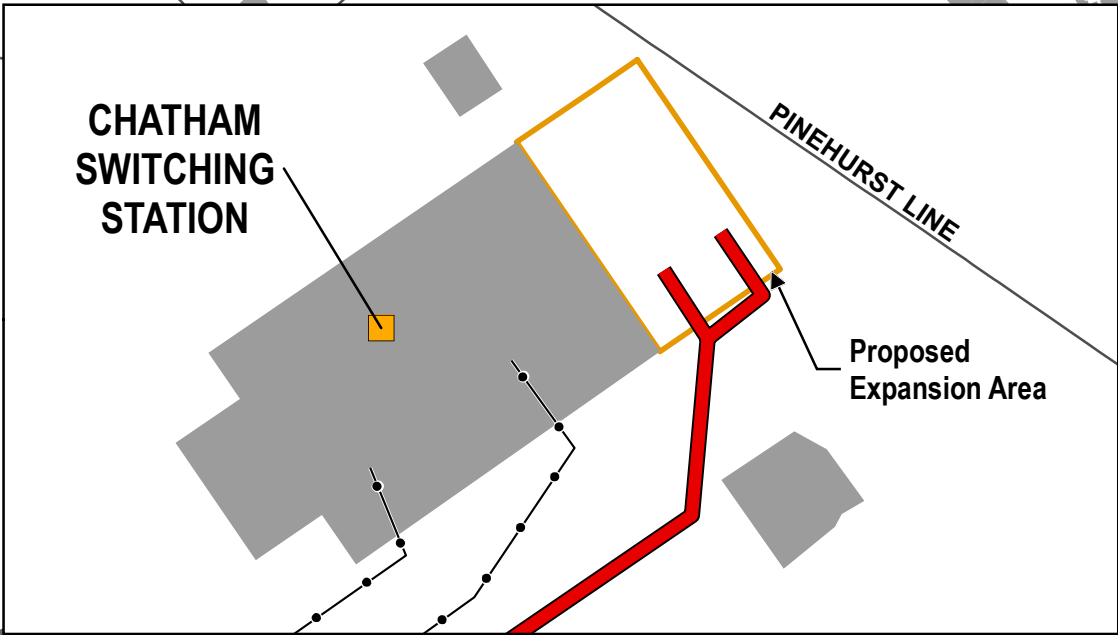 CHATHAM
SWITCHING
STATION
PINEHURST LINE
Proposed
Expansion Area